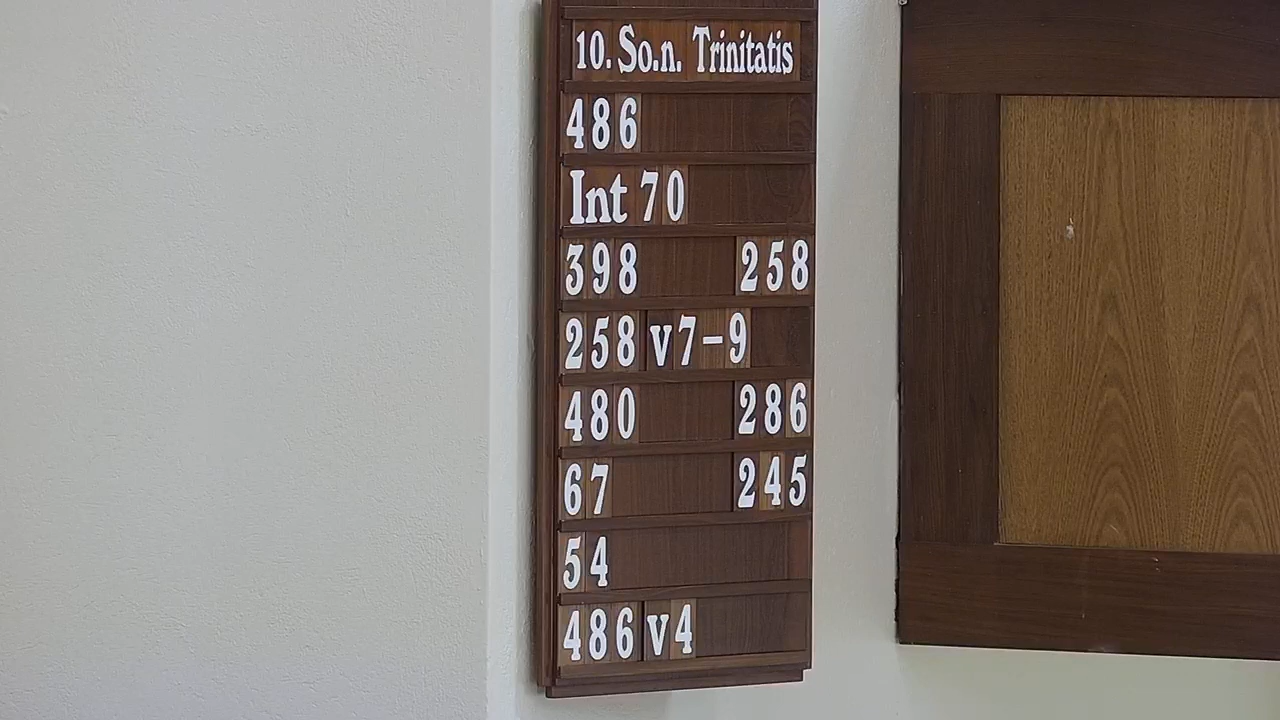 10. So.n. Trinitatis
486
Int 70
398 258
258 v7-9
480 286
67 245
54
486 v4